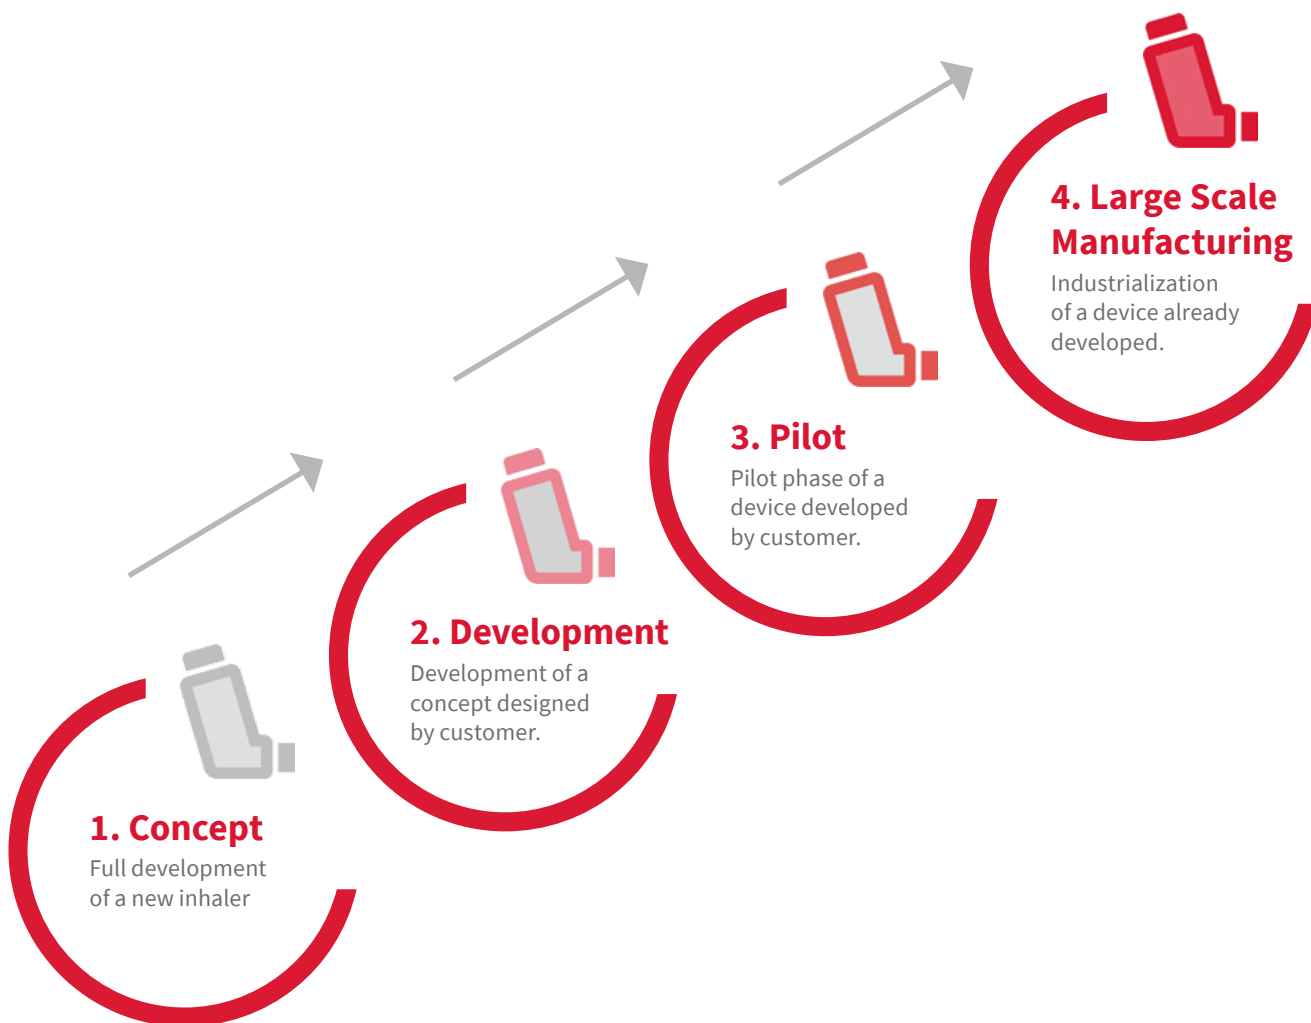 1. Concept
Full development
of a new inhaler
2. Development
Development of a
concept designed
by customer.
3. Pilot
Pilot phase of a
device developed
by customer.
4. Large Scale
Manufacturing
Industrialization
of a device already
developed.